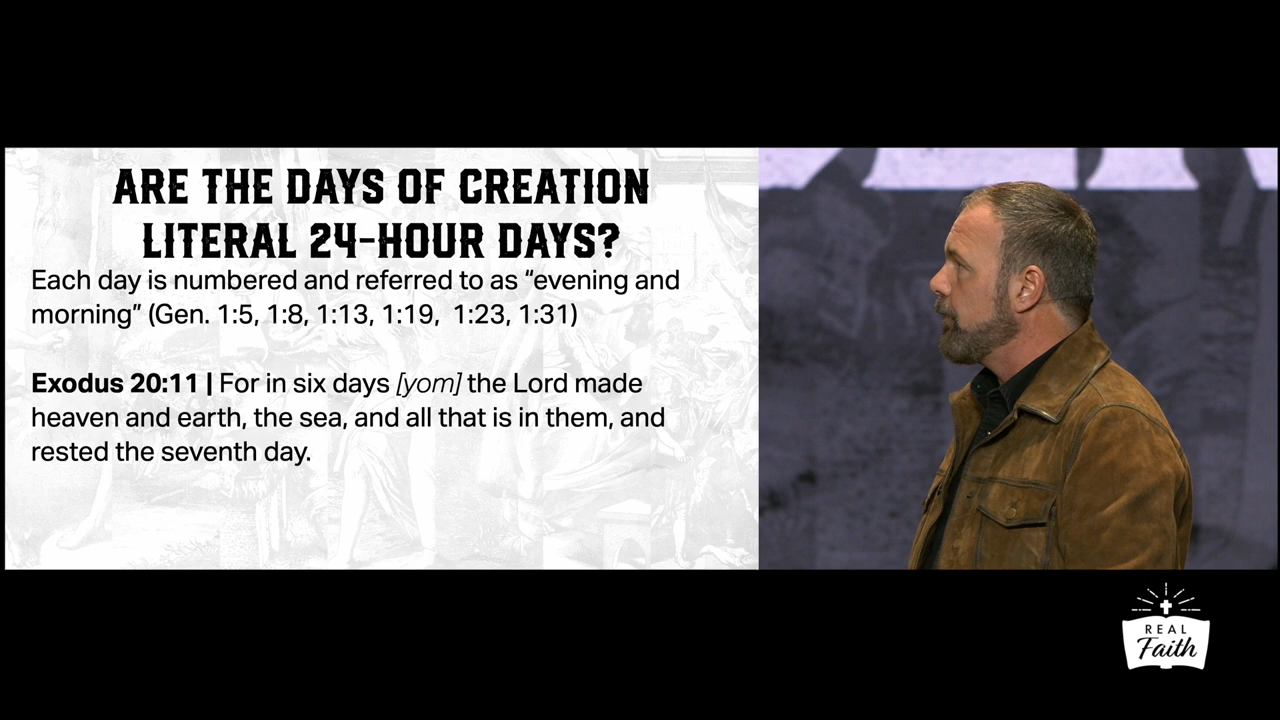 ARE THE DAYS OF CREATION
LITERAL 24-HOUR DAYS?
Each day is numbered and referred to as “evening and
morning” (Gen. 1:5, 1:8, 1:13, 1:19, 1:23, 1:31)
Exodus 20:11 | For in six days [yom] the Lord made
heaven and earth, the sea, and all that is in them, and
rested the seventh day.
REAL
Faith